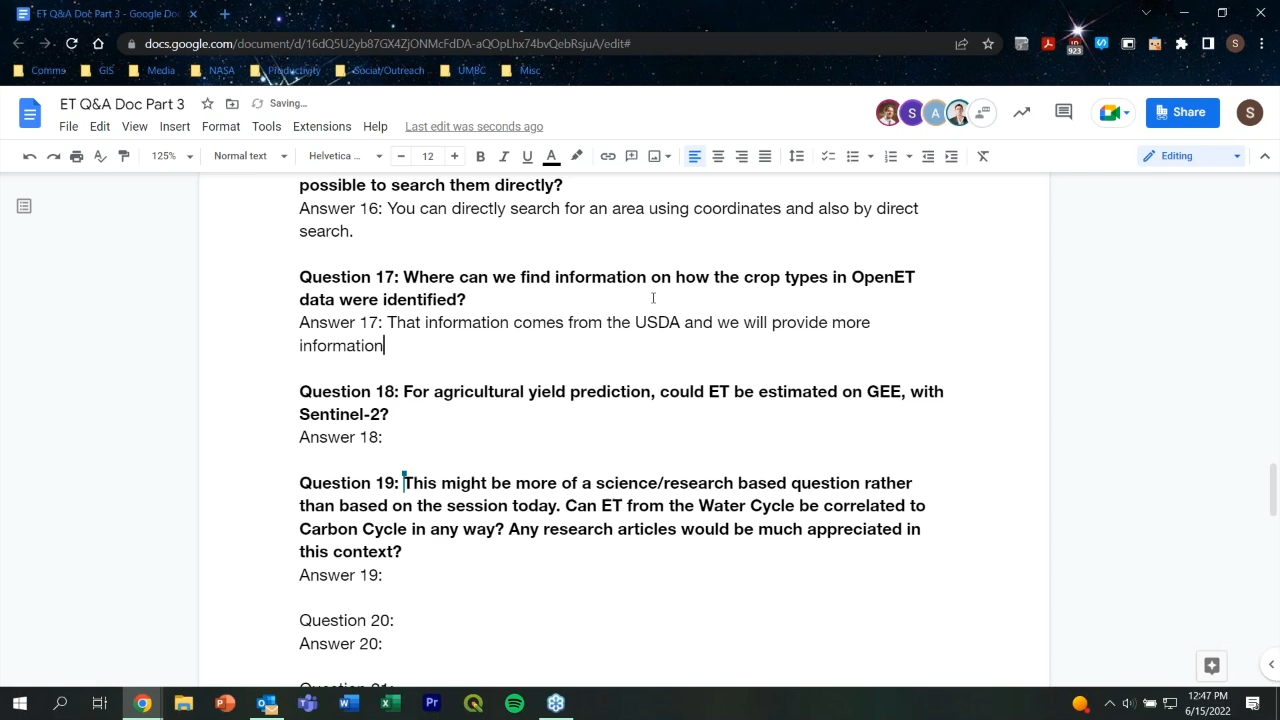 ET Q&A Doc Part 3 - Google Doc
docs.google.com/document/d/16dQ5U2yb87GX4ZjONMcFdDA-aQOpLhx74bvQebRsjuA/edit#
923
S
Comms
GIS
Media
NASA
Productivity
Social/Outreach
UMBC
Misc
ET Q&A Doc Part 3
Saving...
S
A
Share
S
File Edit View Insert Format Tools Extensions Help
Last edit was seconds ago
125%
Normal text
Helvetica ...
12
B
I
U
A
Editing
possible to search them directly?
Answer 16: You can directly search for an area using coordinates and also by direct
search.
Question 17: Where can we find information on how the crop types in OpenET
data were identified?
Answer 17: That information comes from the USDA and we will provide more
information
Question 18: For agricultural yield prediction, could ET be estimated on GEE, with
Sentinel-2?
Answer 18:
Question 19: This might be more of a science/research based question rather
than based on the session today. Can ET from the Water Cycle be correlated to
Carbon Cycle in any way? Any research articles would be much appreciated in
this context?
Answer 19:
Question 20:
Answer 20:
Question 21:
12:47 PM
6/15/2022